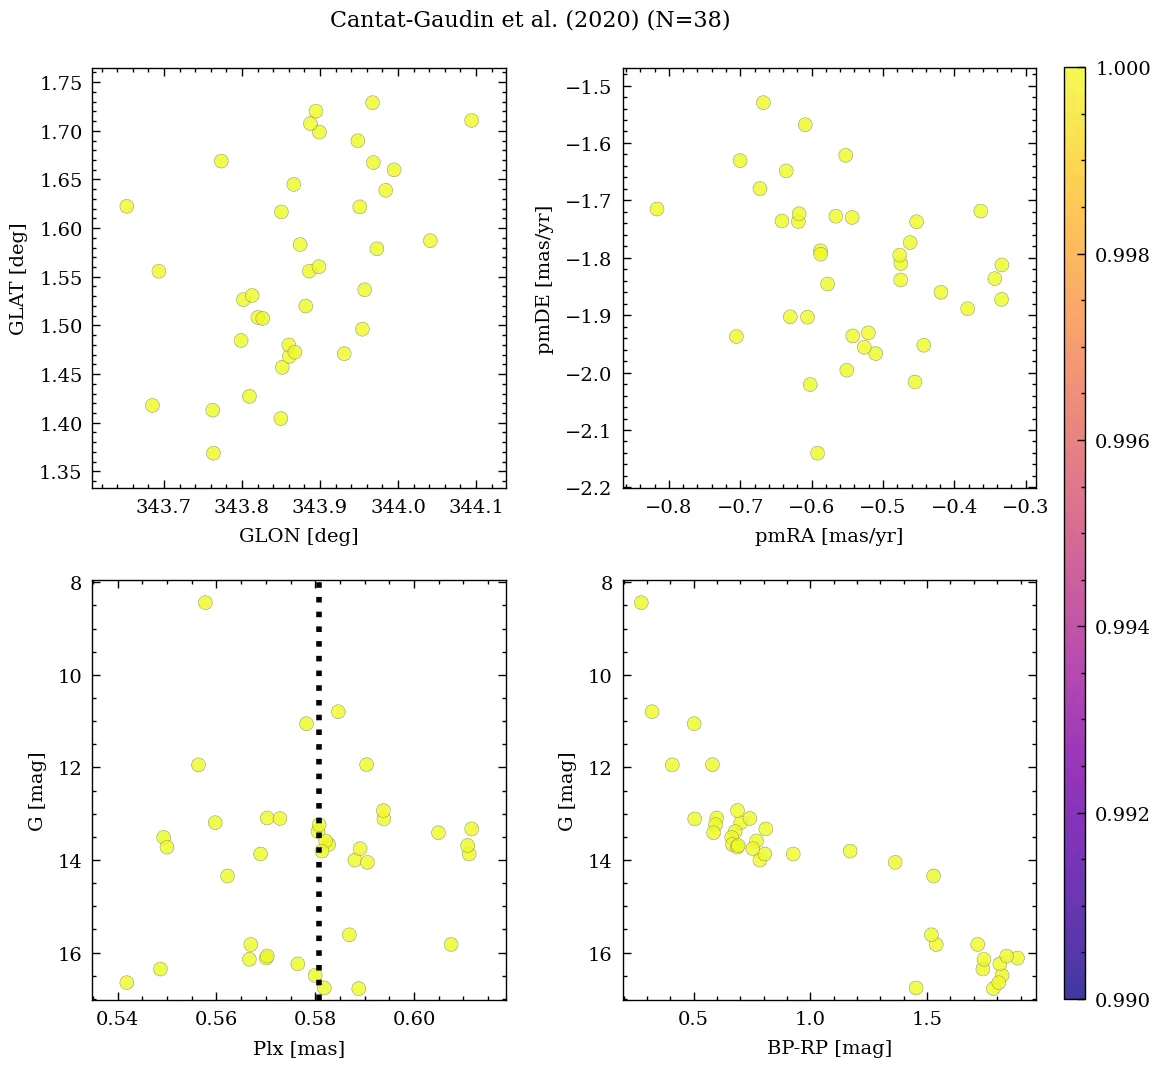 Cantat-Gaudin et al. (2020) (N=38)
1.75
1.70
1.65
1.60
1.55
1.50
1.45
1.40
1.35
GLAT [deg]
343.7 343.8 343.9 344.0 344.1
GLON [deg]
−1.5
−1.6
−1.7
−1.8
−1.9
−2.0
−2.1
−2.2
pmDE [mas/yr]
−0.8 −0.7 −0.6 −0.5 −0.4 −0.3
pmRA [mas/yr]
8
10
12
14
16
G [mag]
0.54 0.56 0.58 0.60
Plx [mas]
8
10
12
14
16
G [mag]
0.5 1.0 1.5
BP-RP [mag]
1.000
0.998
0.996
0.994
0.992
0.990